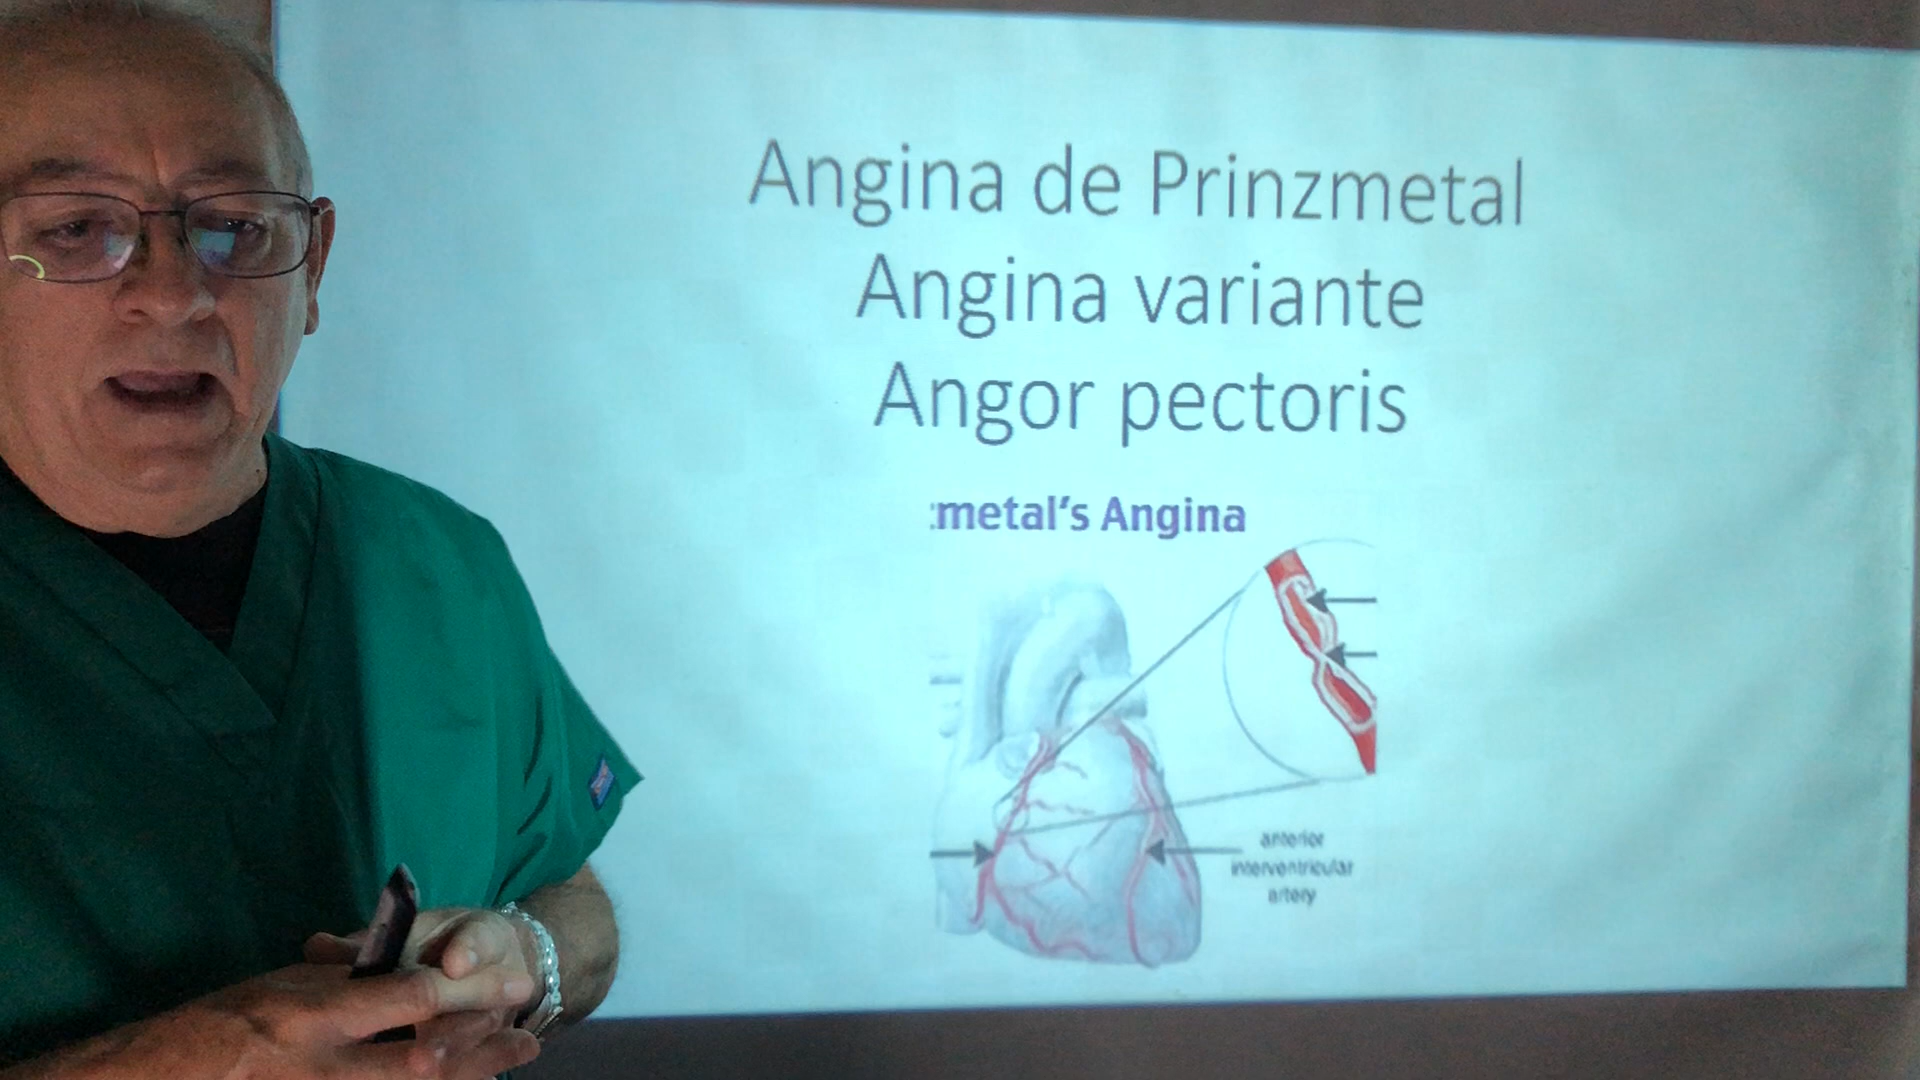 Angina de Prinzmetal
Angina variante
Angor pectoris
:metal's Angina
anterior
interventricular
artery